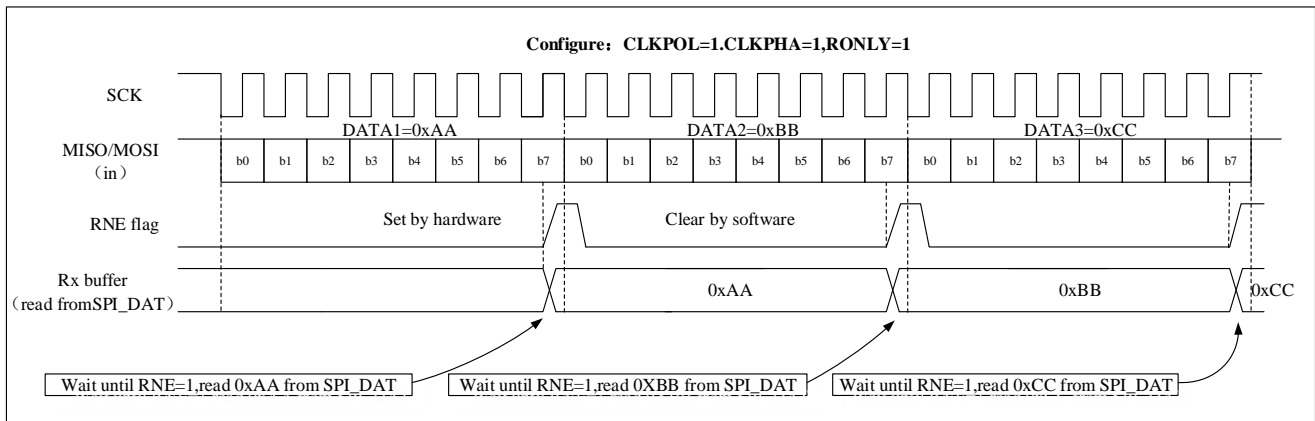 Configure：CLKPOL=1.CLKPHA=1,RONLY=1
SCK
DATA1=0xAA DATA2=0xBB DATA3=0xCC
MISO/MOSI
（in）
b0 b1 b2 b3 b4 b5 b6 b7 b0 b1 b2 b3 b4 b5 b6 b7 b0 b1 b2 b3 b4 b5 b6 b7
RNE flag
Set by hardware Clear by software
Rx buffer
（read fromSPI_DAT）
0xAA 0xBB 0xCC
Wait until RNE=1,read 0xAA from SPI_DAT Wait until RNE=1,read 0XBB from SPI_DAT Wait until RNE=1,read 0xCC from SPI_DAT